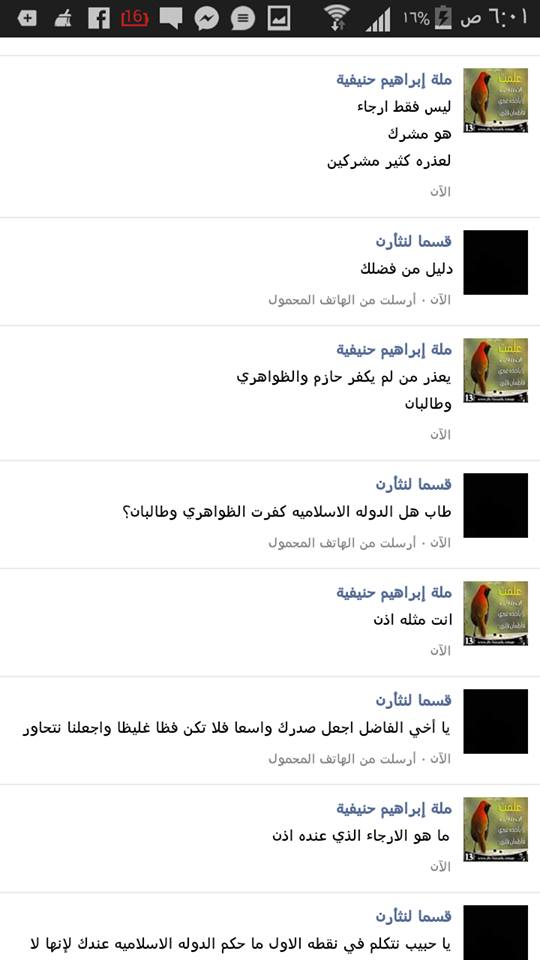 16
١٦%
٦:٠١ ص
ملة إبراهيم حنيفية
ليس فقط ارجاء
هو مشرك
لعذره كثير مشركين
الآن
قسما لنثأرن
دليل من فضلك
الآن · أرسلت من الهاتف المحمول
ملة إبراهيم حنيفية
يعذر من لم يكفر حازم والظواهري
وطالبان
الآن
قسما لنثأرن
طاب هل الدوله الاسلاميه كفرت الظواهري وطالبان؟
الآن · أرسلت من الهاتف المحمول
ملة إبراهيم حنيفية
انت مثله اذن
الآن
قسما لنثأرن
يا أخي الفاضل اجعل صدرك واسعا فلا تكن فظا غليظا واجعلنا نتحاور
الآن · أرسلت من الهاتف المحمول
ملة إبراهيم حنيفية
ما هو الارجاء الذي عنده اذن
الآن
قسما لنثأرن
يا حبيب نتكلم في نقطه الاول ما حكم الدوله الاسلاميه عندك لإنها لا